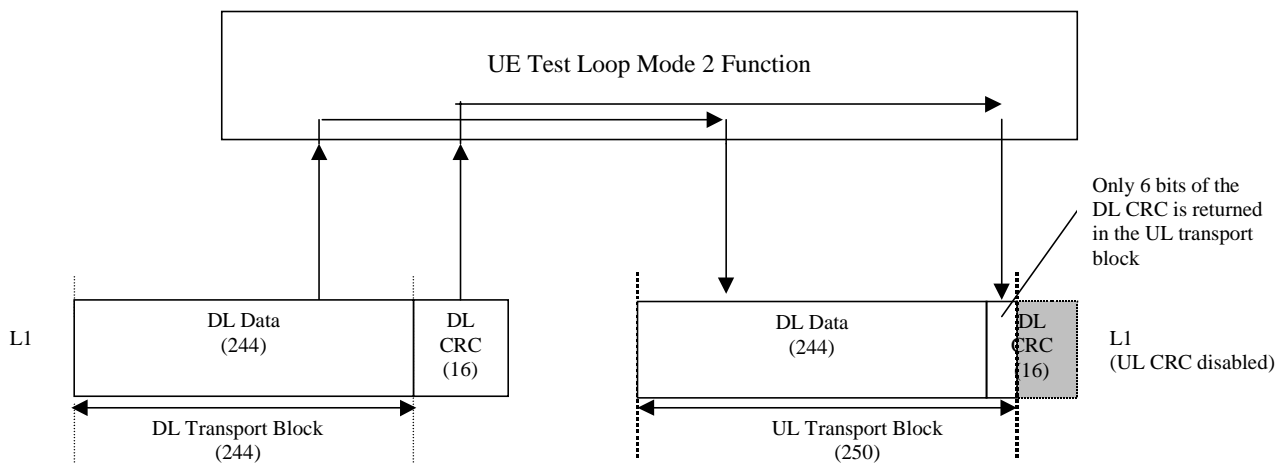 UE Test Loop Mode 2 Function
Only 6 bits of the
DL CRC is returned
in the UL transport
block
L1
DL Data
(244)
DL
CRC
(16)
DL Data
(244)
DL
CRC
(16)
L1
(UL CRC disabled)
DL Transport Block
(244)
UL Transport Block
(250)